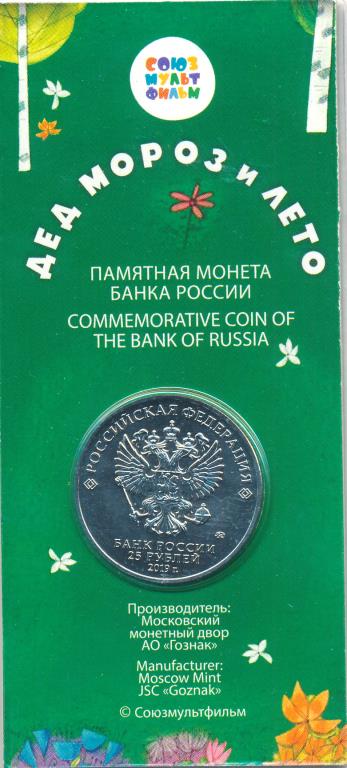 СОЮЗ
МУЛЬТ
ФИЛЬМ
ДЕД МОРОЗ И ЛЕТО
ПАМЯТНАЯ МОНЕТА
БАНКА РОССИИ
COMMEMORATIVE COIN OF
THE BANK OF RUSSIA
РОССИЙСКАЯ ФЕДЕРАЦИЯ
БАНК РОССИИ
25 РУБЛЕЙ
2019 г.
Производитель:
Московский
монетный двор
АО "Гознак"
Manufacturer:
Moscow Mint
JSC "Goznak"
© Союзмультфильм